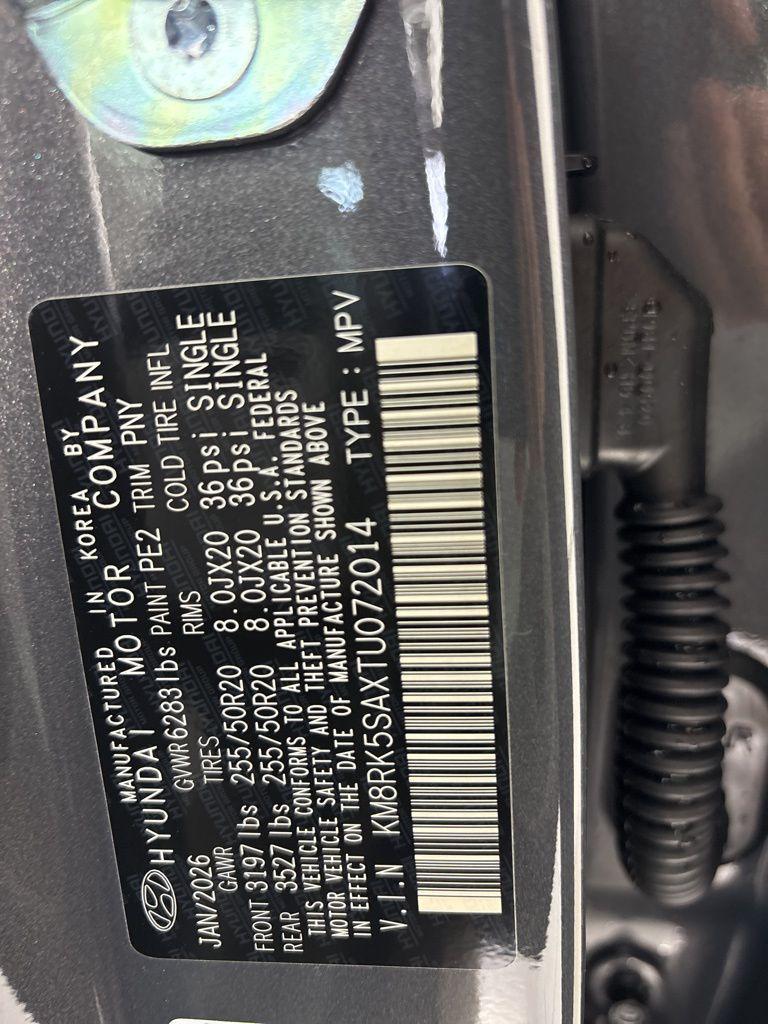 MANUFACTURED IN KOREA BY
HYUNDAI MOTOR COMPANY
JAN/2026 GVWR 6283lbs PAINT PE2 TRIM PNY
GAWR TIRES RIMS COLD TIRE INFL
FRONT 3197lbs 255/50R20 8.0JX20 36psi SINGLE
REAR 3527lbs 255/50R20 8.0JX20 36psi SINGLE
THIS VEHICLE CONFORMS TO ALL APPLICABLE U.S.A. FEDERAL
MOTOR VEHICLE SAFETY AND THEFT PREVENTION STANDARDS
IN EFFECT ON THE DATE OF MANUFACTURE SHOWN ABOVE
V.I.N KM8RK5SAXTU072014 TYPE : MPV